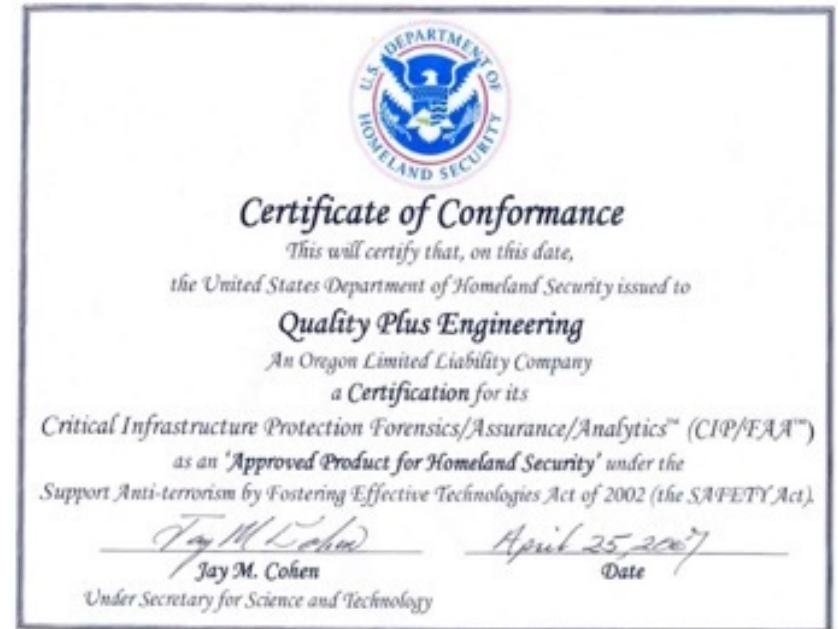 U.S. DEPARTMENT OF HOMELAND SECURITY
Certificate of Conformance
This will certify that, on this date,
the United States Department of Homeland Security issued to
Quality Plus Engineering
An Oregon Limited Liability Company
a Certification for its
Critical Infrastructure Protection Forensics/Assurance/Analytics™ (CIP/FAA™)
as an 'Approved Product for Homeland Security' under the
Support Anti-terrorism by Fostering Effective Technologies Act of 2002 (the SAFETY Act).
Jay M Cohen April 25, 2007
Jay M. Cohen Date
Under Secretary for Science and Technology